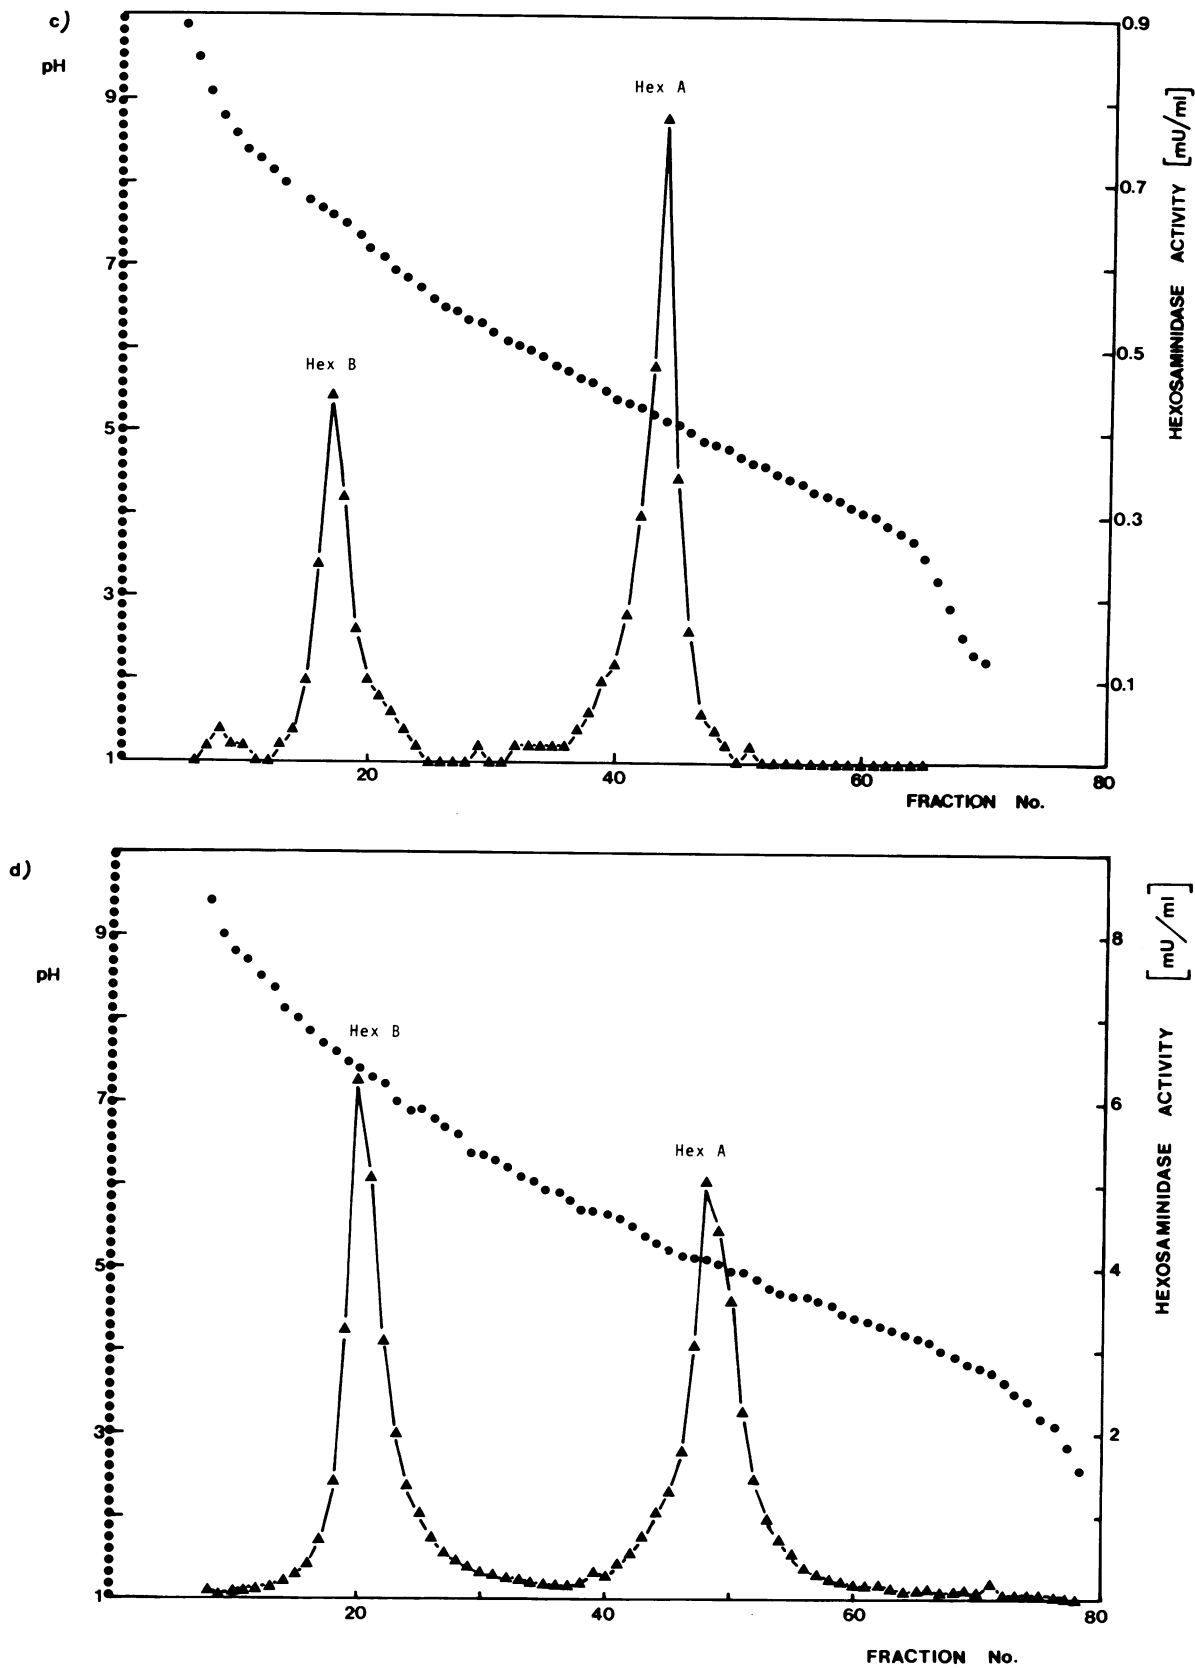 c)
pH
9
7
5
3
1
Hex B
Hex A
0.9
0.7
0.5
0.3
0.1
HEXOSAMINIDASE ACTIVITY [mU/ml]
20
40
60
80
FRACTION No.
d)
pH
9
7
5
3
1
Hex B
Hex A
8
6
4
2
HEXOSAMINIDASE ACTIVITY [mU/ml]
20
40
60
80
FRACTION No.